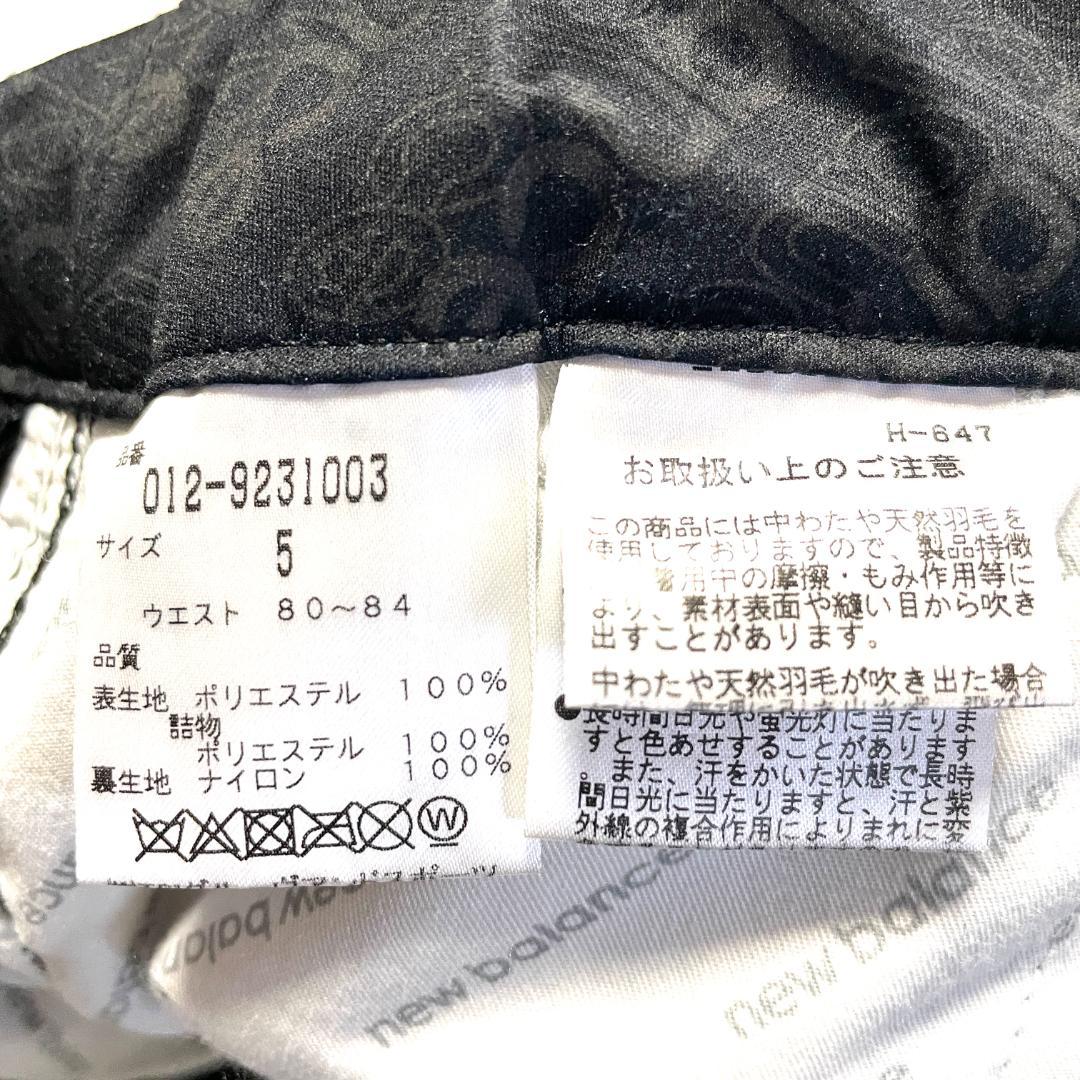 品番
012-9231003
サイズ 5
ウエスト 80～84
品質
表生地 ポリエステル 100%
詰物
ポリエステル 100%
裏生地 ナイロン 100%
W
H-647
お取扱い上のご注意
この商品には中わたや天然羽毛を
使用しておりますので、製品特徴
着用中の摩擦・もみ作用等に
より、素材表面や縫い目から吹き
出すことがあります。
中わたや天然羽毛が吹き出た場合
長時間日光や蛍光灯に当たります
すと色あせやすることがあります
。また、汗をかいた状態で長時
間日光に当たりますと、汗と紫
外線の複合作用によりまれに変
new balance
new balance
new balance